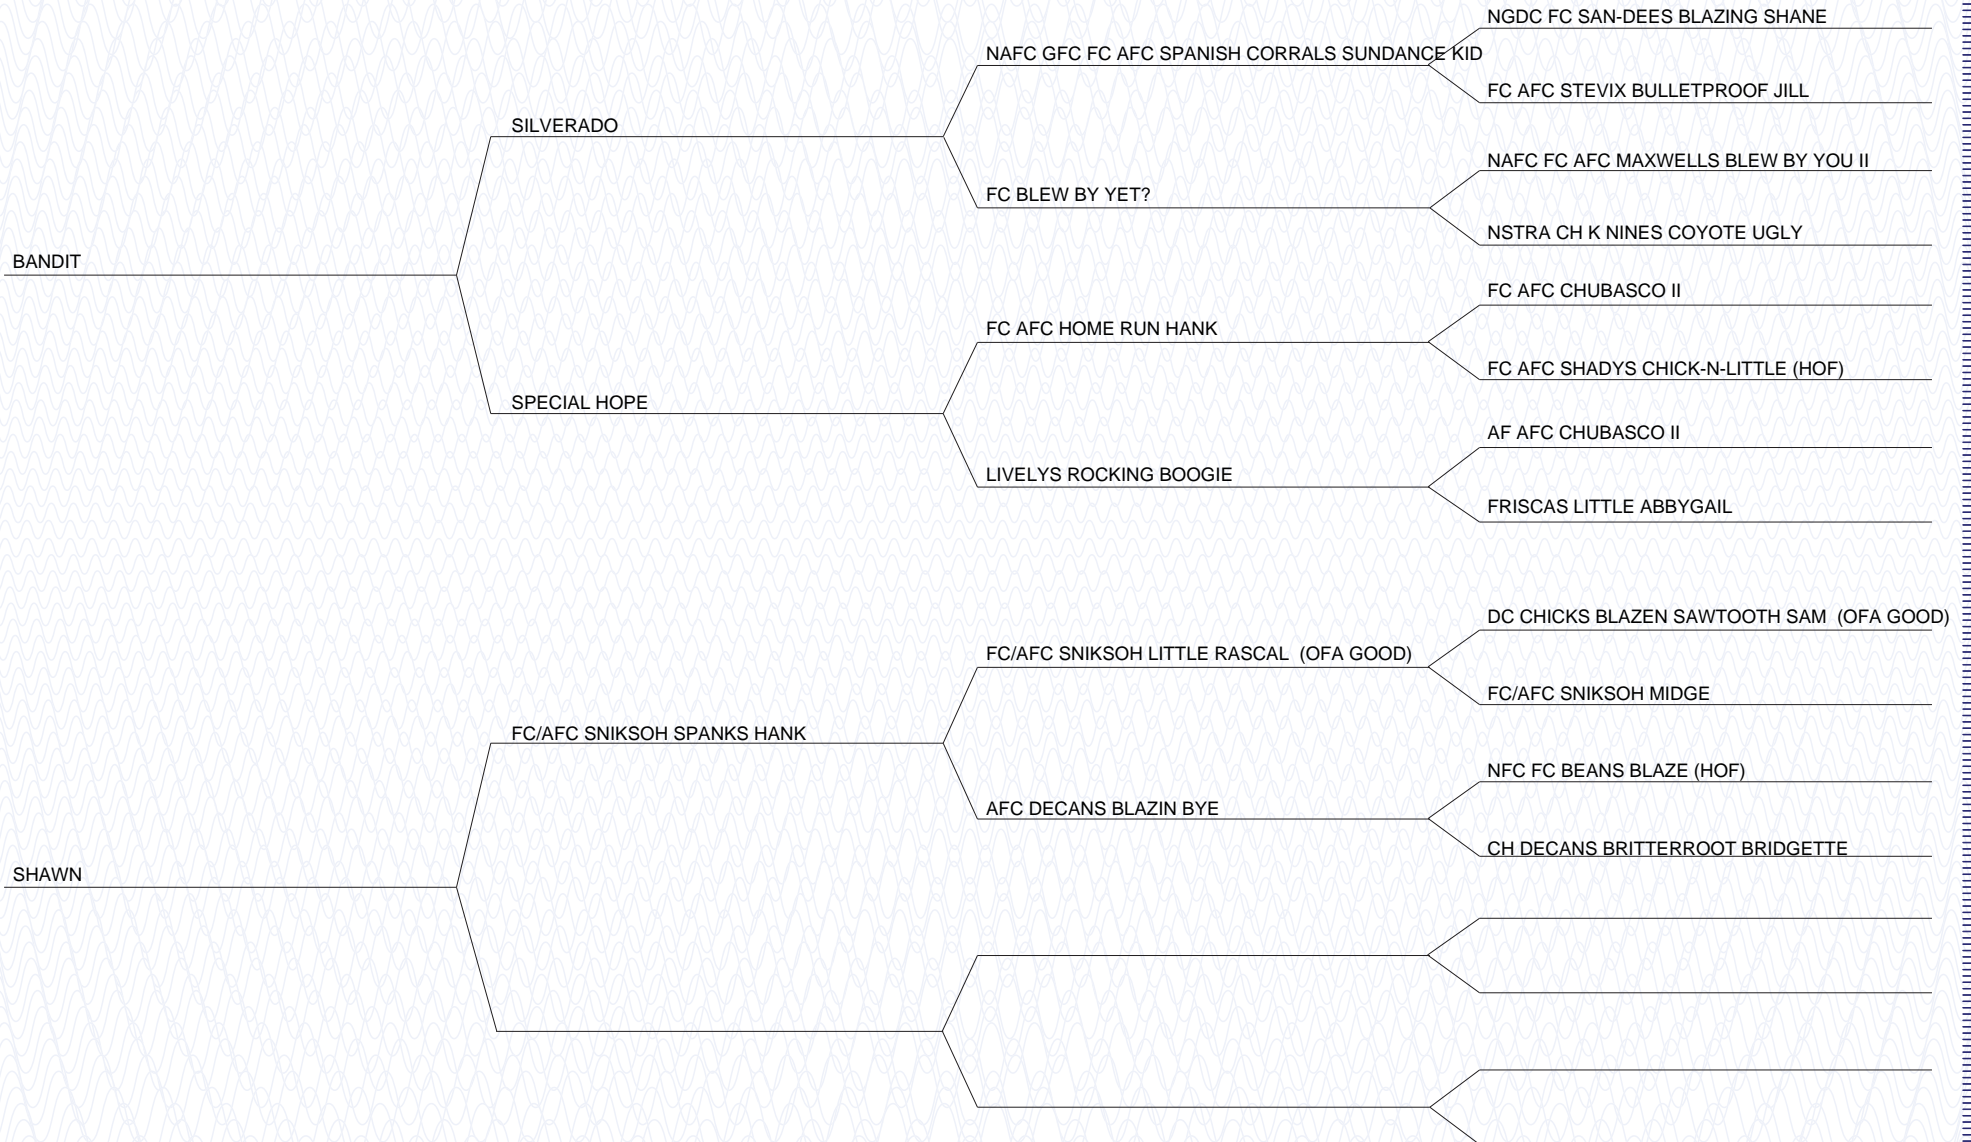 NGDC FC SAN-DEES BLAZING SHANE
NAFC GFC FC AFC SPANISH CORRALS SUNDANCE KID
FC AFC STEVIX BULLETPROOF JILL
SILVERADO
NAFC FC AFC MAXWELLS BLEW BY YOU II
FC BLEW BY YET?
NSTRA CH K NINES COYOTE UGLY
BANDIT
FC AFC CHUBASCO II
FC AFC HOME RUN HANK
FC AFC SHADYS CHICK-N-LITTLE (HOF)
SPECIAL HOPE
AF AFC CHUBASCO II
LIVELYS ROCKING BOOGIE
FRISCAS LITTLE ABBYGAIL
DC CHICKS BLAZEN SAWTOOTH SAM  (OFA GOOD)
FC/AFC SNIKSOH LITTLE RASCAL  (OFA GOOD)
FC/AFC SNIKSOH MIDGE
FC/AFC SNIKSOH SPANKS HANK
NFC FC BEANS BLAZE (HOF)
AFC DECANS BLAZIN BYE
CH DECANS BRITTERROOT BRIDGETTE
SHAWN